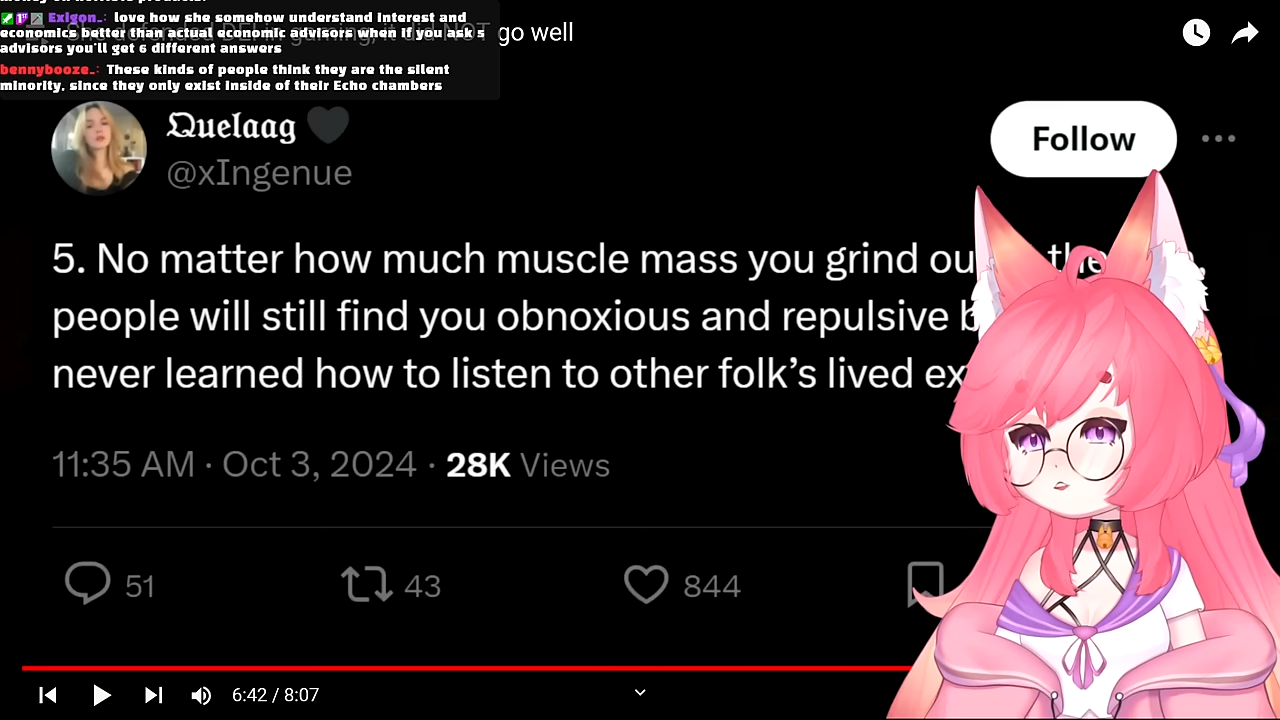 Exigon_: love how she somehow understand interest and
economics better than actual economic advisors when if you ask 5
advisors you'll get 6 different answers
go well
bennybooze_: These kinds of people think they are the silent
minority, since they only exist inside of their Echo chambers
Quelaag
@xIngenue
Follow
5. No matter how much muscle mass you grind
people will still find you obnoxious and repulsive
never learned how to listen to other folk's lived
11:35 AM · Oct 3, 2024 · 28K Views
51
43
844
6:42 / 8:07